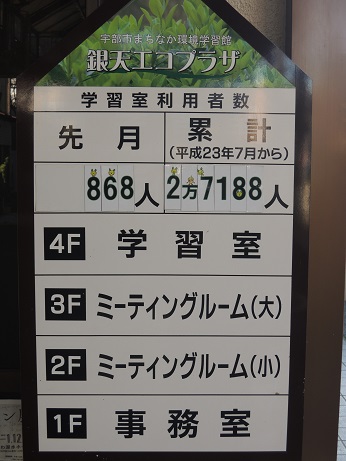 宇部市まちなか環境学習館
銀天エコプラザ
学習室利用者数
先月
累計
(平成23年7月から)
868人
2万7188人
4F 学習室
3F ミーティングルーム(大)
2F ミーティングルーム(小)
1F 事務室